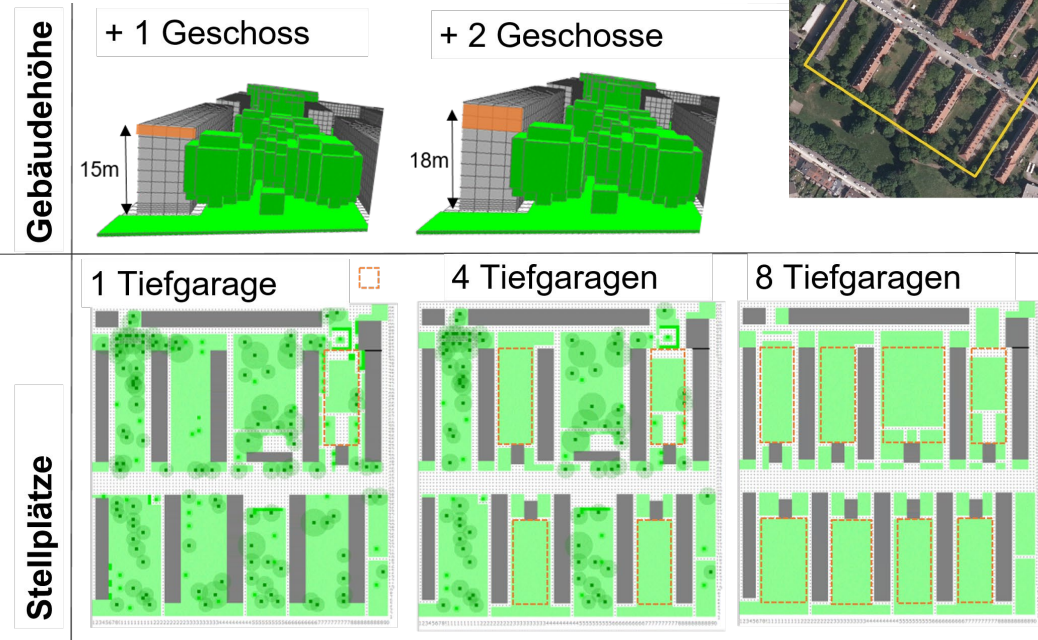 Gebäudehöhe
+ 1 Geschoss
+ 2 Geschosse
15m
18m
Stellplätze
1 Tiefgarage
4 Tiefgaragen
8 Tiefgaragen